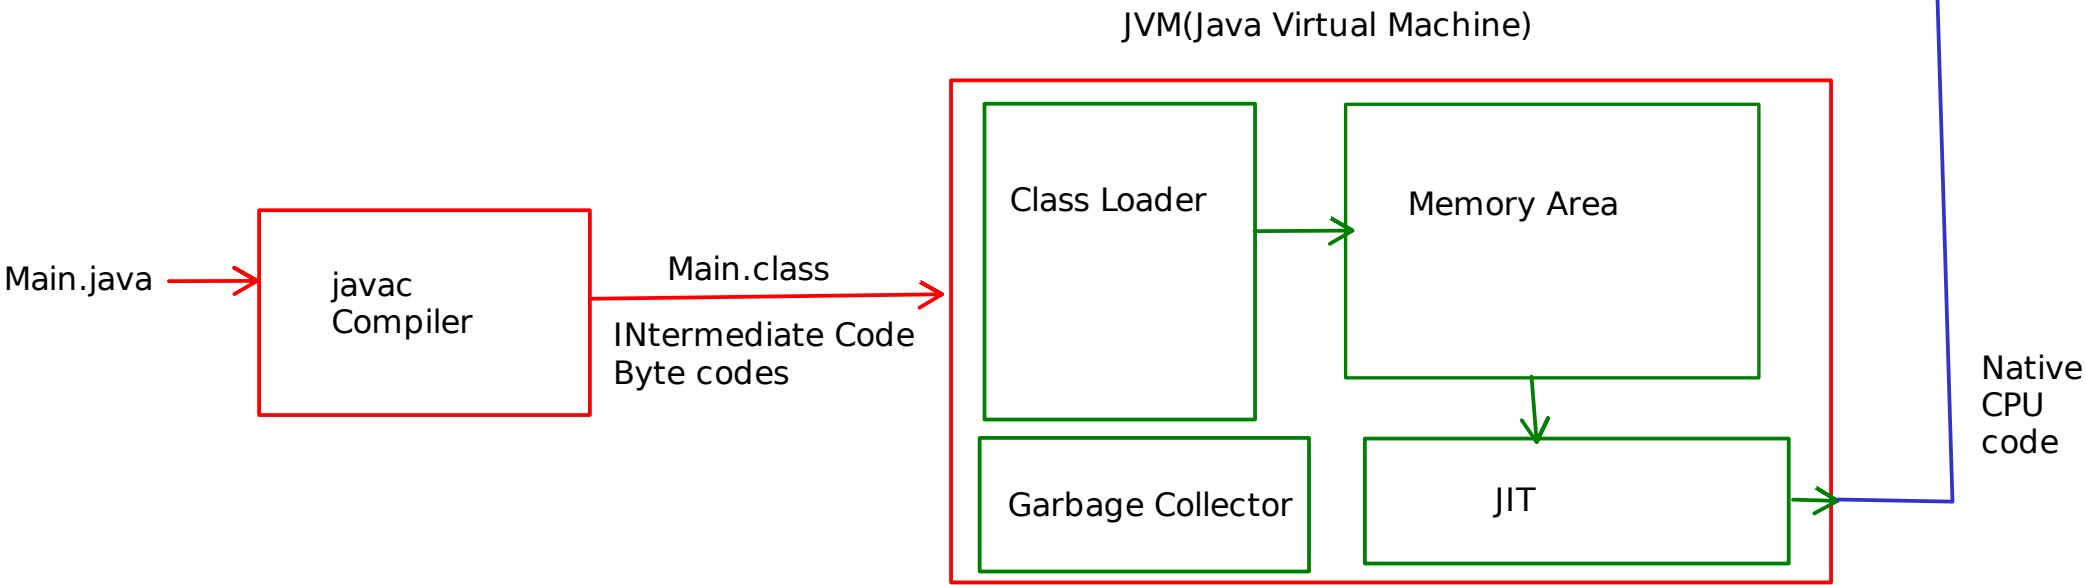 JVM(Java Virtual Machine)
Class Loader
Memory Area
Main.java
javac
Compiler
Main.class
INtermediate Code
Byte codes
Native
CPU
code
Garbage Collector
JIT